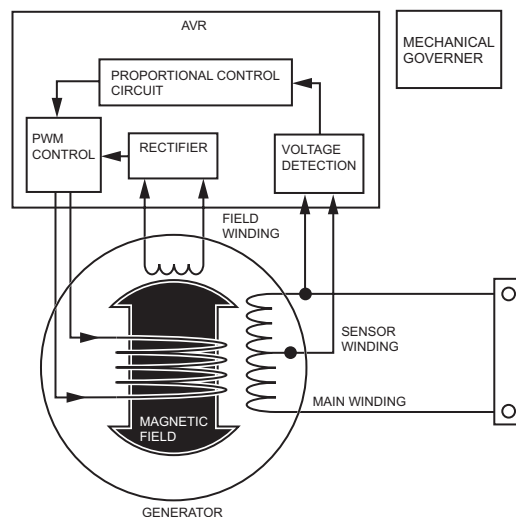 AVR
MECHANICAL
GOVERNER
PROPORTIONAL CONTROL
CIRCUIT
PWM
CONTROL
RECTIFIER
VOLTAGE
DETECTION
FIELD
WINDING
SENSOR
WINDING
MAIN WINDING
MAGNETIC
FIELD
GENERATOR